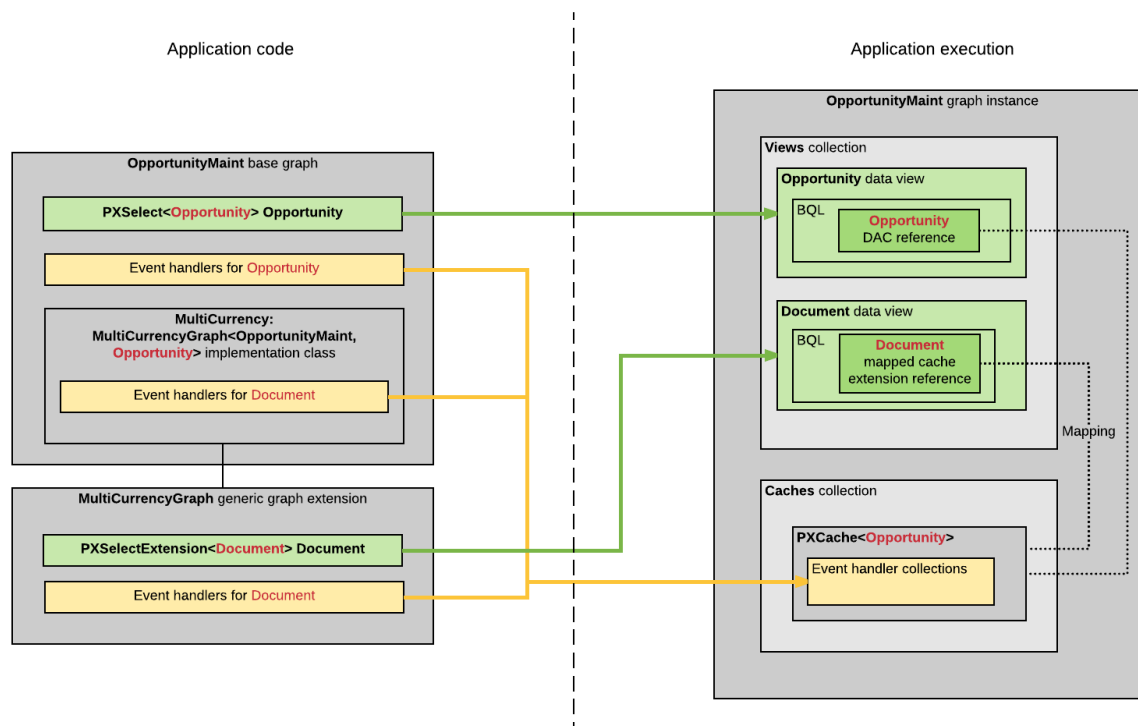 Application code
Application execution
OpportunityMaint base graph
PXSelect<Opportunity> Opportunity
Event handlers for Opportunity
MultiCurrency:
MultiCurrencyGraph<OpportunityMaint,
Opportunity> implementation class
Event handlers for Document
MultiCurrencyGraph generic graph extension
PXSelectExtension<Document> Document
Event handlers for Document
OpportunityMaint graph instance
Views collection
Opportunity data view
BQL
Opportunity
DAC reference
Document data view
BQL
Document
mapped cache
extension reference
Mapping
Caches collection
PXCache<Opportunity>
Event handler collections